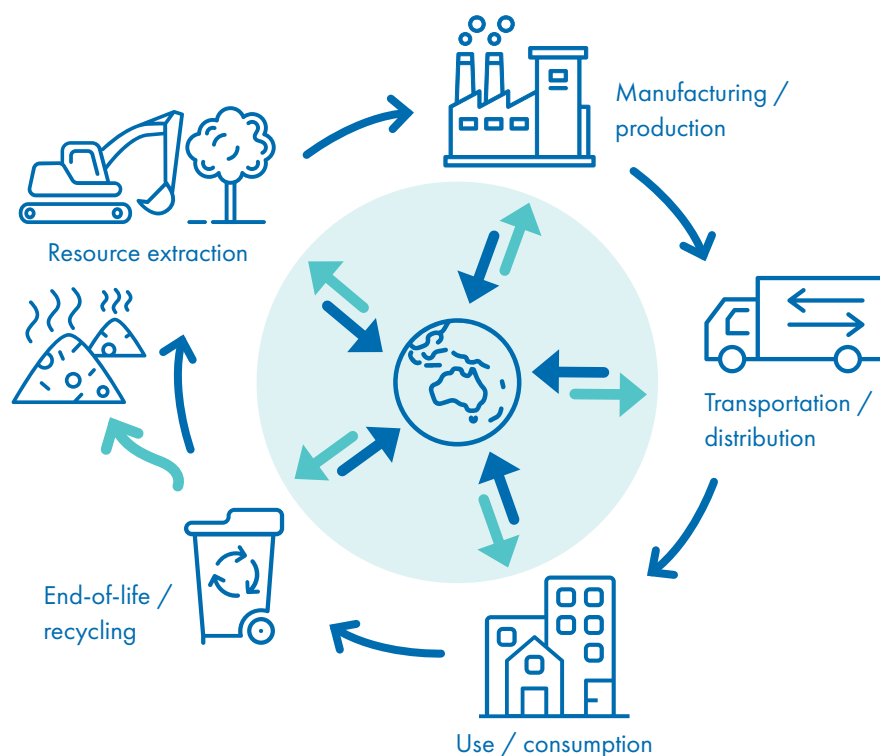 Manufacturing /
production
Resource extraction
Transportation /
distribution
End-of-life /
recycling
Use / consumption